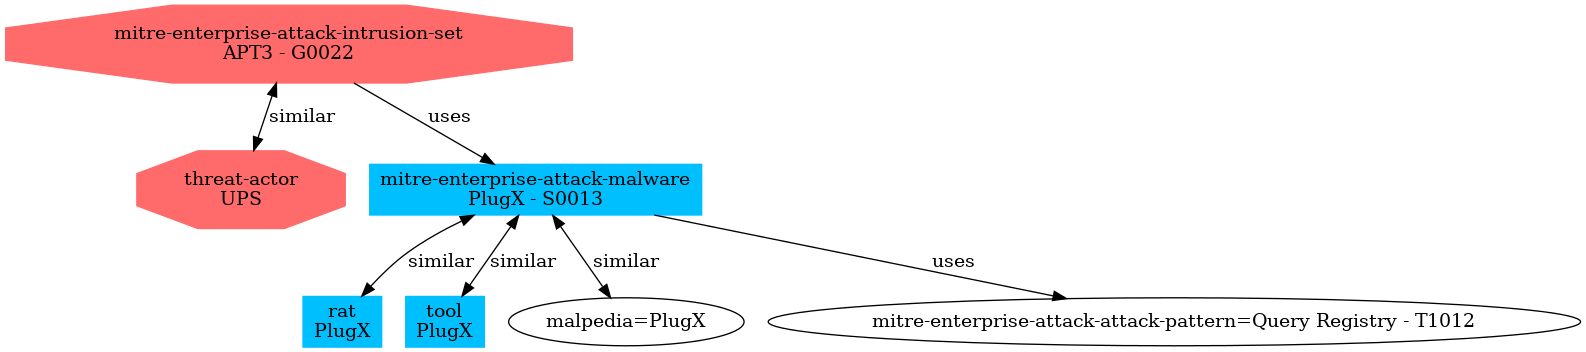 mitre-enterprise-attack-intrusion-set
APT3 - G0022
similar
uses
threat-actor
UPS
mitre-enterprise-attack-malware
PlugX - S0013
similar
similar
similar
uses
rat
PlugX
tool
PlugX
malpedia=PlugX
mitre-enterprise-attack-attack-pattern=Query Registry - T1012